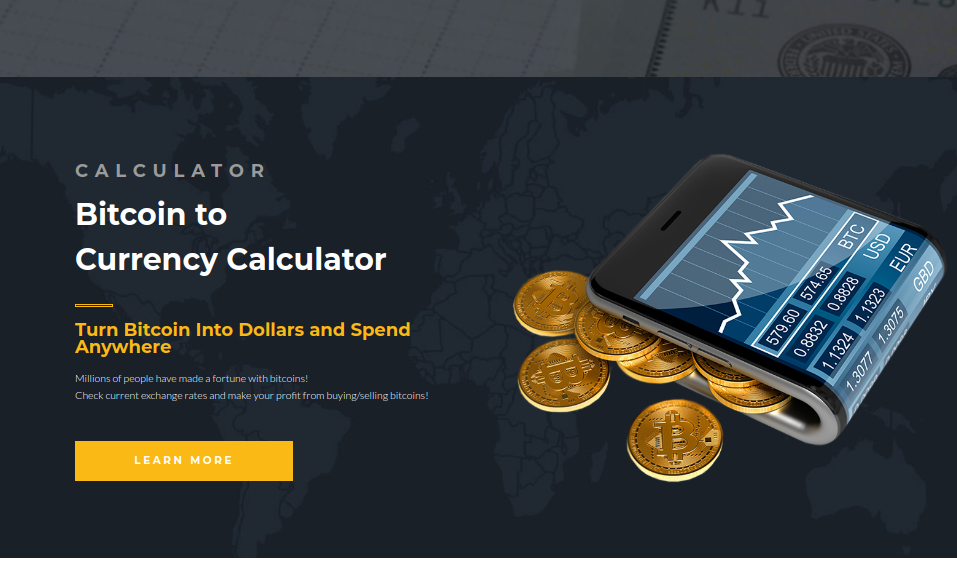 CALCULATOR
Bitcoin to
Currency Calculator
Turn Bitcoin Into Dollars and Spend
Anywhere
Millions of people have made a fortune with bitcoins!
Check current exchange rates and make your profit from buying/selling bitcoins!
LEARN MORE
BTC
579.60 574.65
USD
0.8832 0.8828
EUR
1.1324 1.1323
GBD
1.3077 1.3075